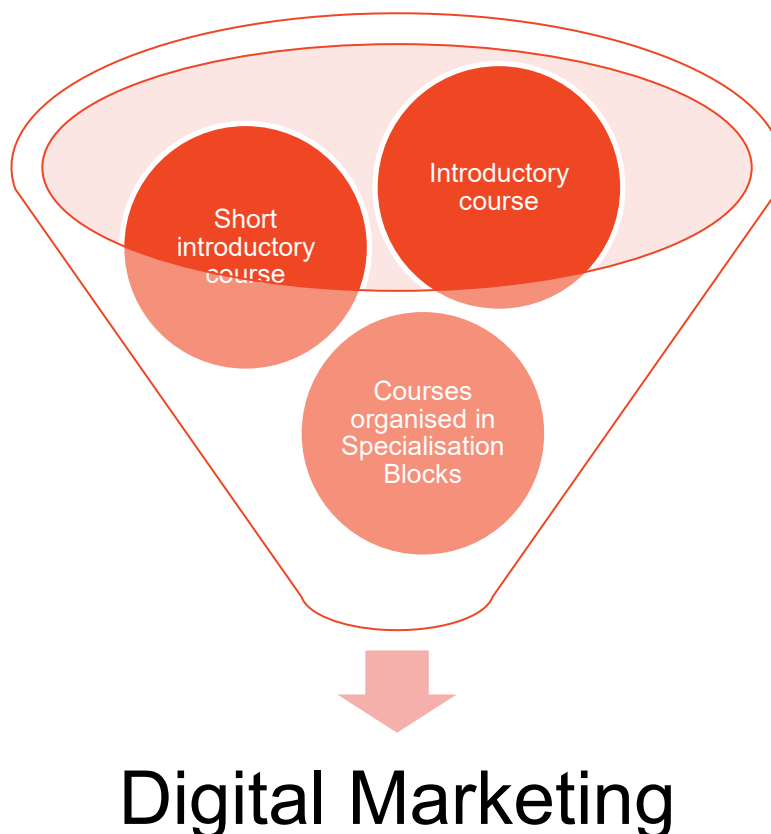 Introductory
course
Short
introductory
course
Courses
organised in
Specialisation
Blocks
Digital Marketing